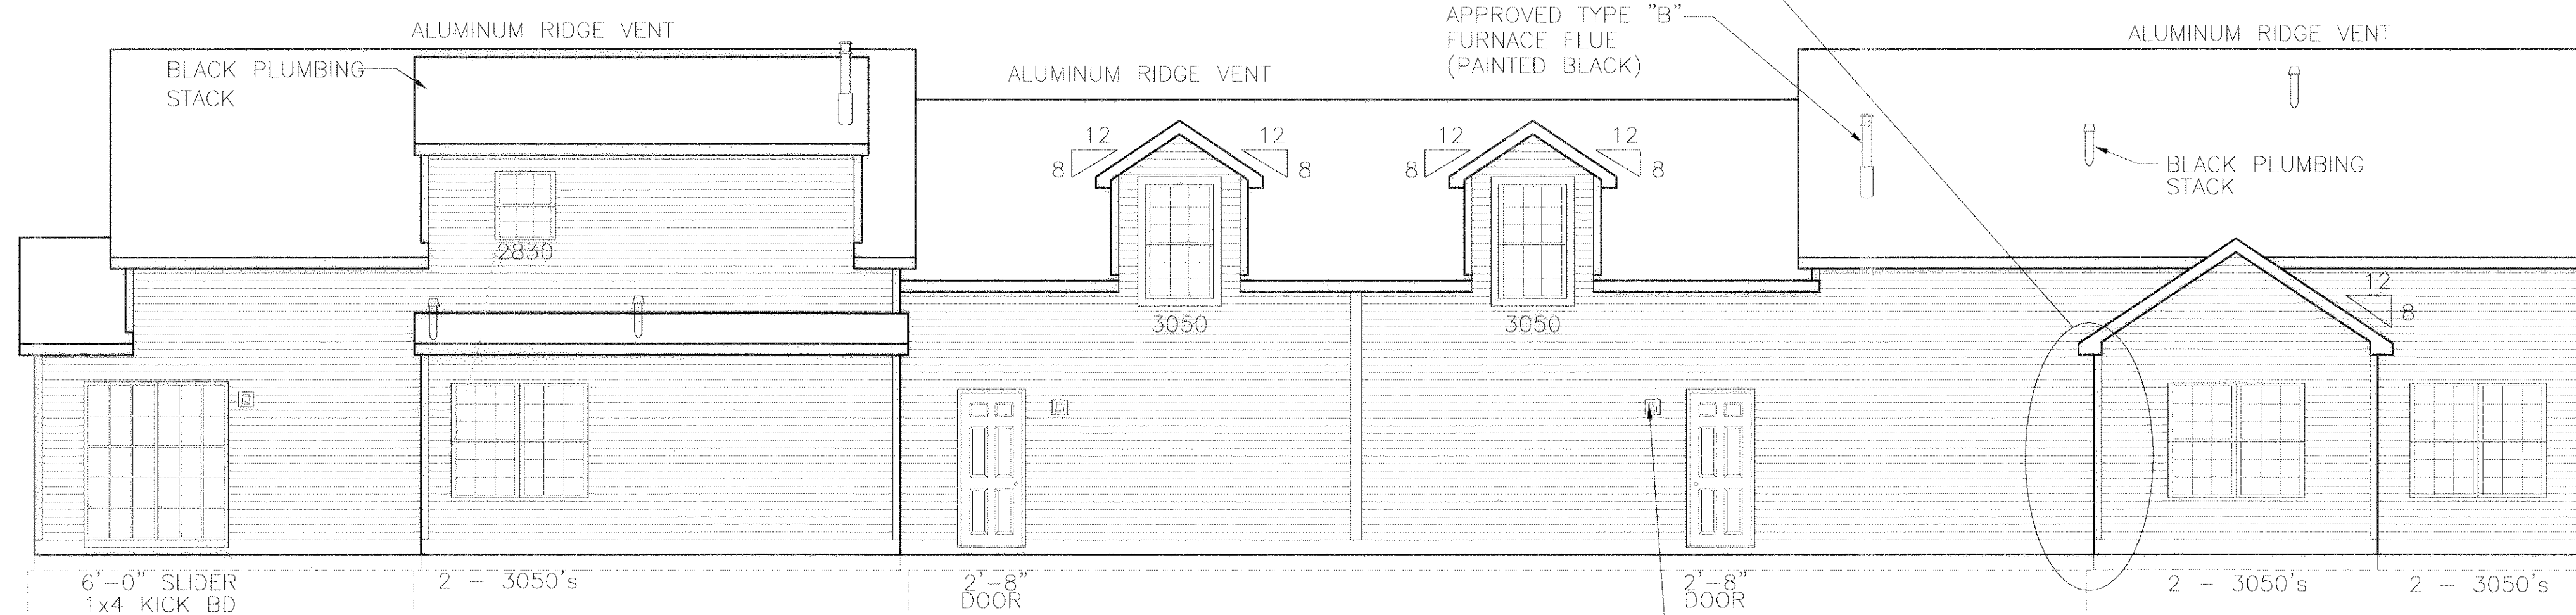 ALUMINUM RIDGE VENT
BLACK PLUMBING
STACK
ALUMINUM RIDGE VENT
APPROVED TYPE "B"
FURNACE FLUE
(PAINTED BLACK)
ALUMINUM RIDGE VENT
12
8
12
8
12
8
12
8
BLACK PLUMBING
STACK
2830
3050
3050
12
8
6'-0" SLIDER
1x4 KICK BD
2 - 3050's
2'-8"
DOOR
2'-8"
DOOR
2 - 3050's
2 - 3050's